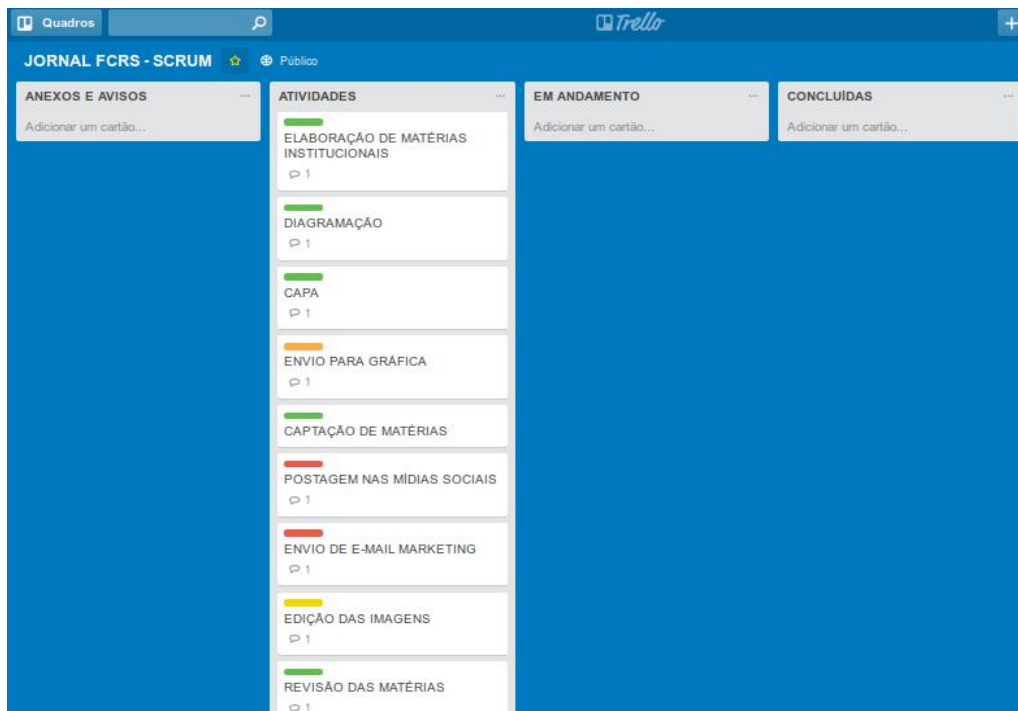 Quadros
Trello
+
JORNAL FCRS - SCRUM
Público
ANEXOS E AVISOS
...
Adicionar um cartão...
ATIVIDADES
...
ELABORAÇÃO DE MATÉRIAS
INSTITUCIONAIS
1
DIAGRAMAÇÃO
1
CAPA
1
ENVIO PARA GRÁFICA
1
CAPTAÇÃO DE MATÉRIAS
POSTAGEM NAS MÍDIAS SOCIAIS
1
ENVIO DE E-MAIL MARKETING
1
EDIÇÃO DAS IMAGENS
1
REVISÃO DAS MATÉRIAS
1
EM ANDAMENTO
...
Adicionar um cartão...
CONCLUÍDAS
...
Adicionar um cartão...